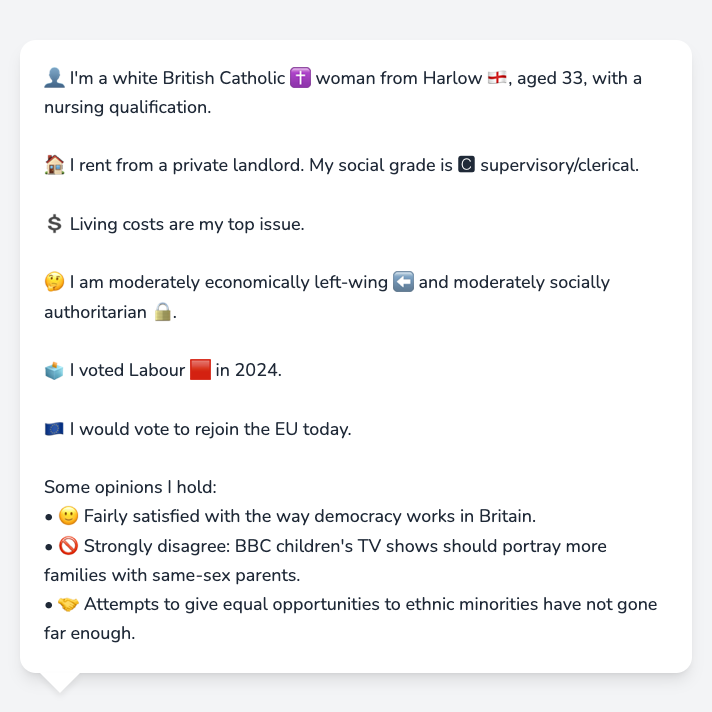 👤 I'm a white British Catholic ✝️ woman from Harlow 🏴󠁧󠁢󠁥󠁮󠁧󠁿, aged 33, with a
nursing qualification.
🏠 I rent from a private landlord. My social grade is 🅲 supervisory/clerical.
💲 Living costs are my top issue.
🤔 I am moderately economically left-wing ⬅️ and moderately socially
authoritarian 🔒.
🗳️ I voted Labour 🟥 in 2024.
🇪🇺 I would vote to rejoin the EU today.
Some opinions I hold:
• 🙂 Fairly satisfied with the way democracy works in Britain.
• 🚫 Strongly disagree: BBC children's TV shows should portray more
families with same-sex parents.
• 🤝 Attempts to give equal opportunities to ethnic minorities have not gone
far enough.